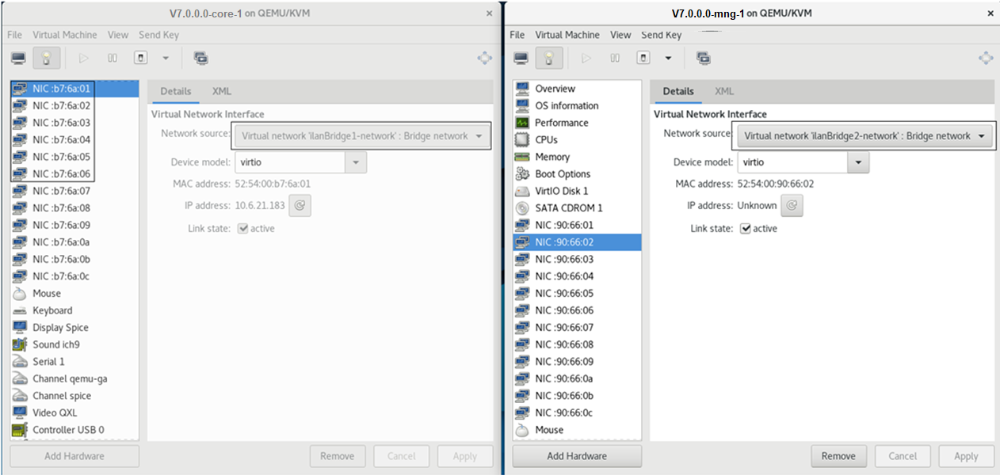 V7.0.0.0-core-1 on QEMU/KVM
×
File Virtual Machine View Send Key
NIC :b7:6a:01
NIC :b7:6a:02
NIC :b7:6a:03
NIC :b7:6a:04
NIC :b7:6a:05
NIC :b7:6a:06
NIC :b7:6a:07
NIC :b7:6a:08
NIC :b7:6a:09
NIC :b7:6a:0a
NIC :b7:6a:0b
NIC :b7:6a:0c
Mouse
Keyboard
Display Spice
Sound ich9
Serial 1
Channel qemu-ga
Channel spice
Video QXL
Controller USB 0
Add Hardware
Details XML
Virtual Network Interface
Network source: Virtual network 'ilanBridge1-network' : Bridge network
Device model: virtio
MAC address: 52:54:00:b7:6a:01
IP address: 10.6.21.183
Link state: active
Remove Cancel Apply
V7.0.0.0-mng-1 on QEMU/KVM
×
File Virtual Machine View Send Key
Overview
OS information
Performance
CPUs
Memory
Boot Options
VirtIO Disk 1
SATA CDROM 1
NIC :90:66:01
NIC :90:66:02
NIC :90:66:03
NIC :90:66:04
NIC :90:66:05
NIC :90:66:06
NIC :90:66:07
NIC :90:66:08
NIC :90:66:09
NIC :90:66:0a
NIC :90:66:0b
NIC :90:66:0c
Mouse
Add Hardware
Details XML
Virtual Network Interface
Network source: Virtual network 'ilanBridge2-network' : Bridge network
Device model: virtio
MAC address: 52:54:00:90:66:02
IP address: Unknown
Link state: active
Remove Cancel Apply